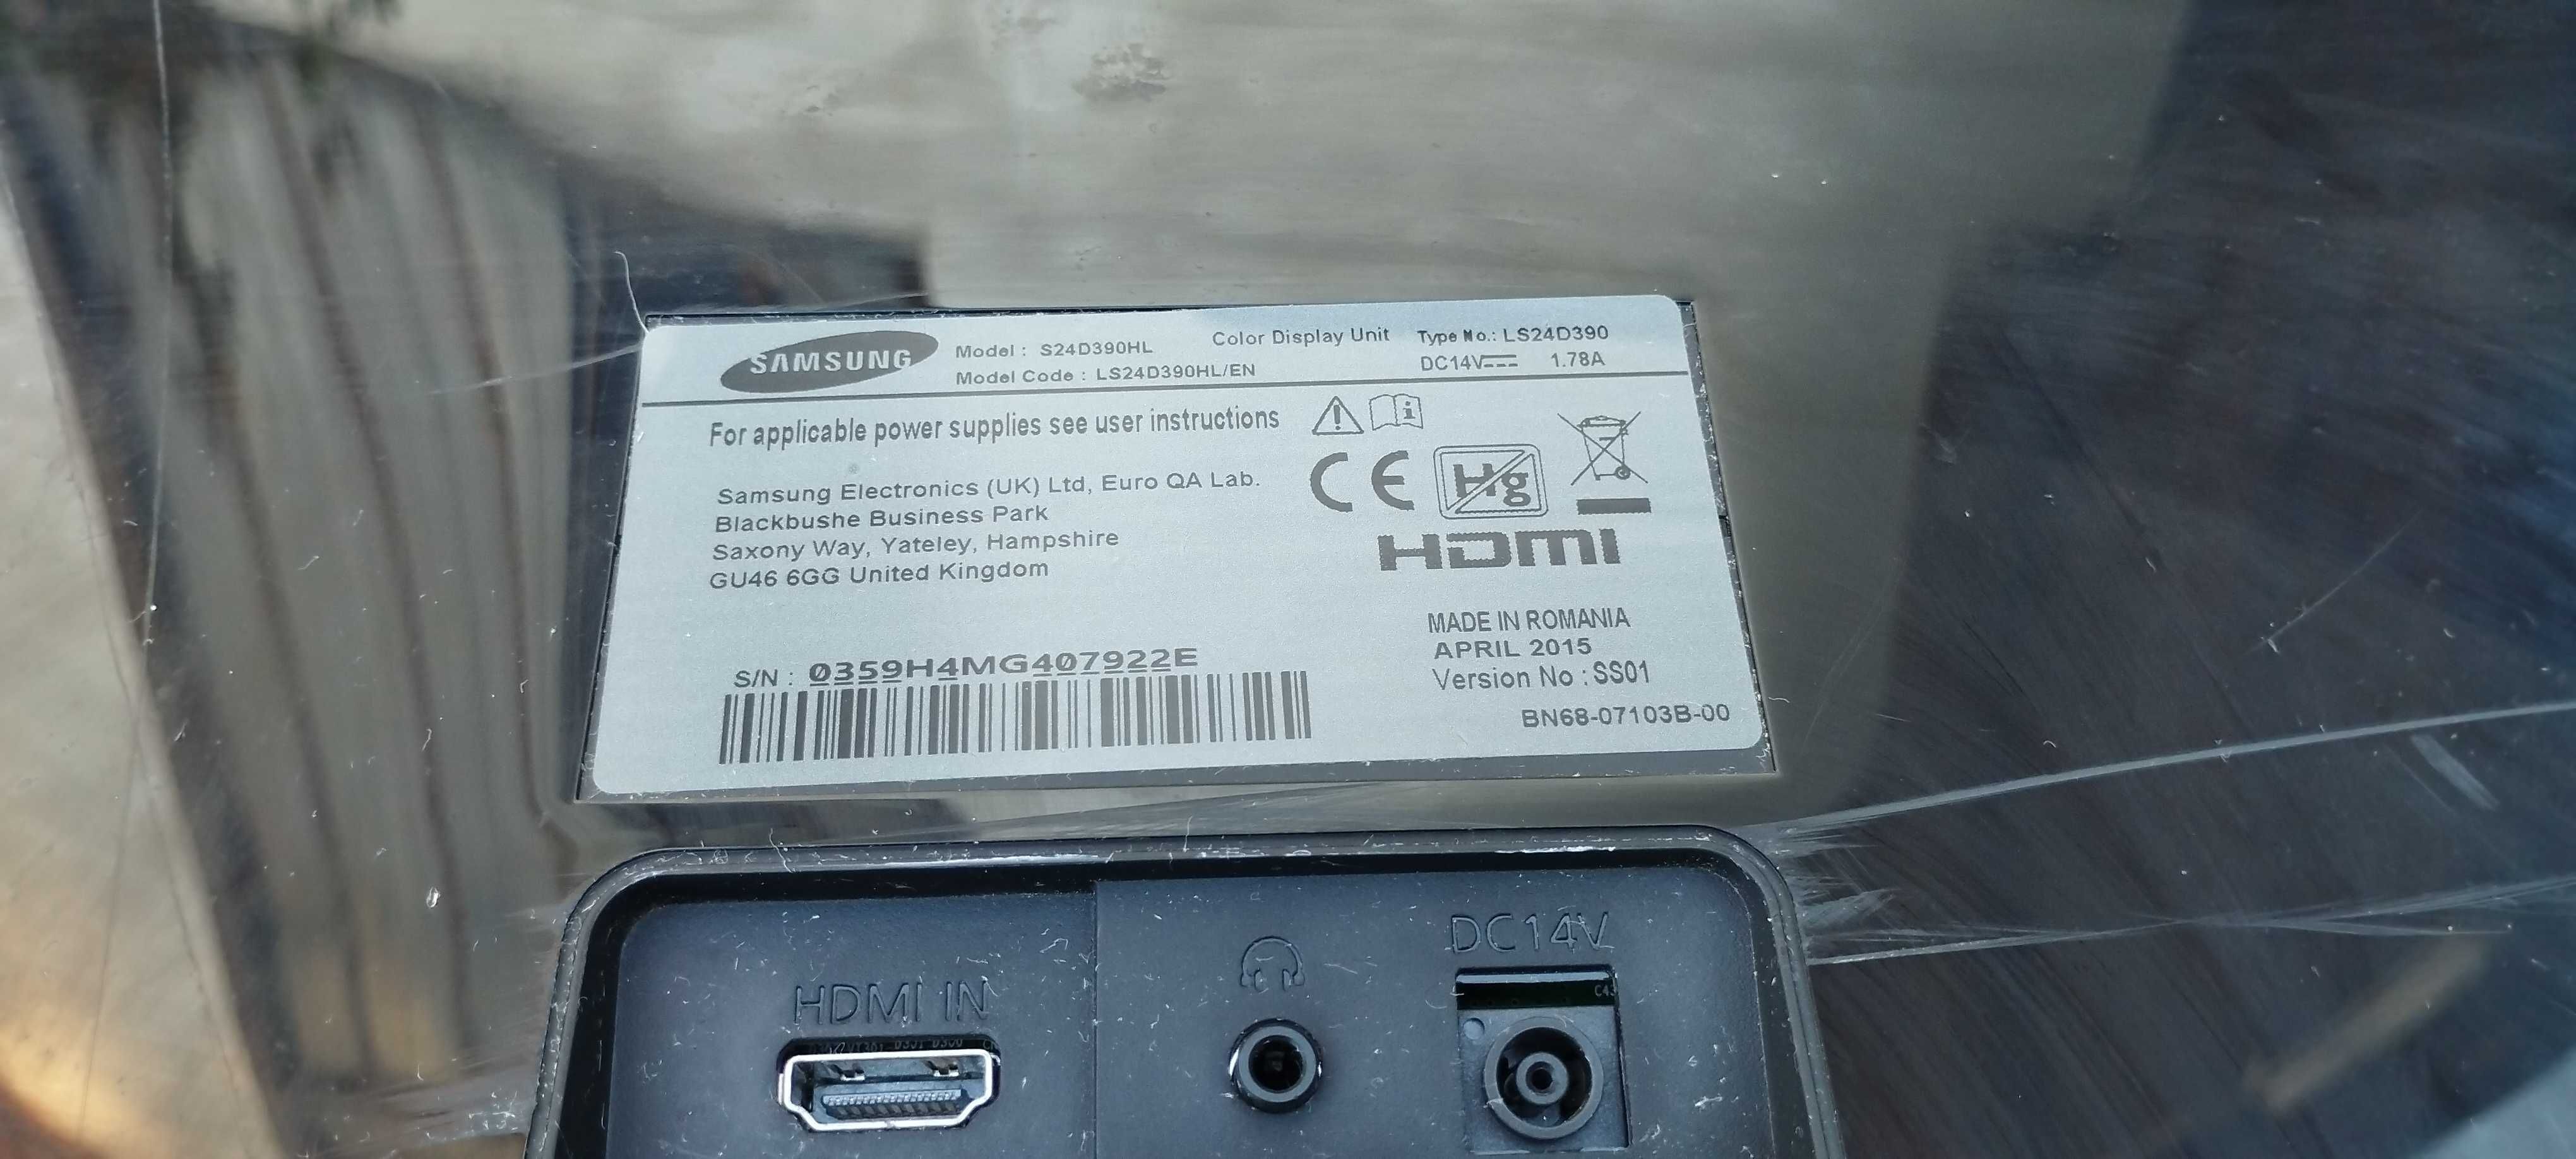 SAMSUNG
Model : S24D390HL
Color Display Unit
Type No.: LS24D390
Model Code : LS24D390HL/EN
DC14V 1.78A
For applicable power supplies see user instructions
Samsung Electronics (UK) Ltd, Euro QA Lab.
Blackbushe Business Park
Saxony Way, Yateley, Hampshire
GU46 6GG United Kingdom
CE
Hg
HDMI
MADE IN ROMANIA
APRIL 2015
Version No : SS01
S/N : 0359H4MG407922E
BN68-07103B-00
HDMI IN
DC14V